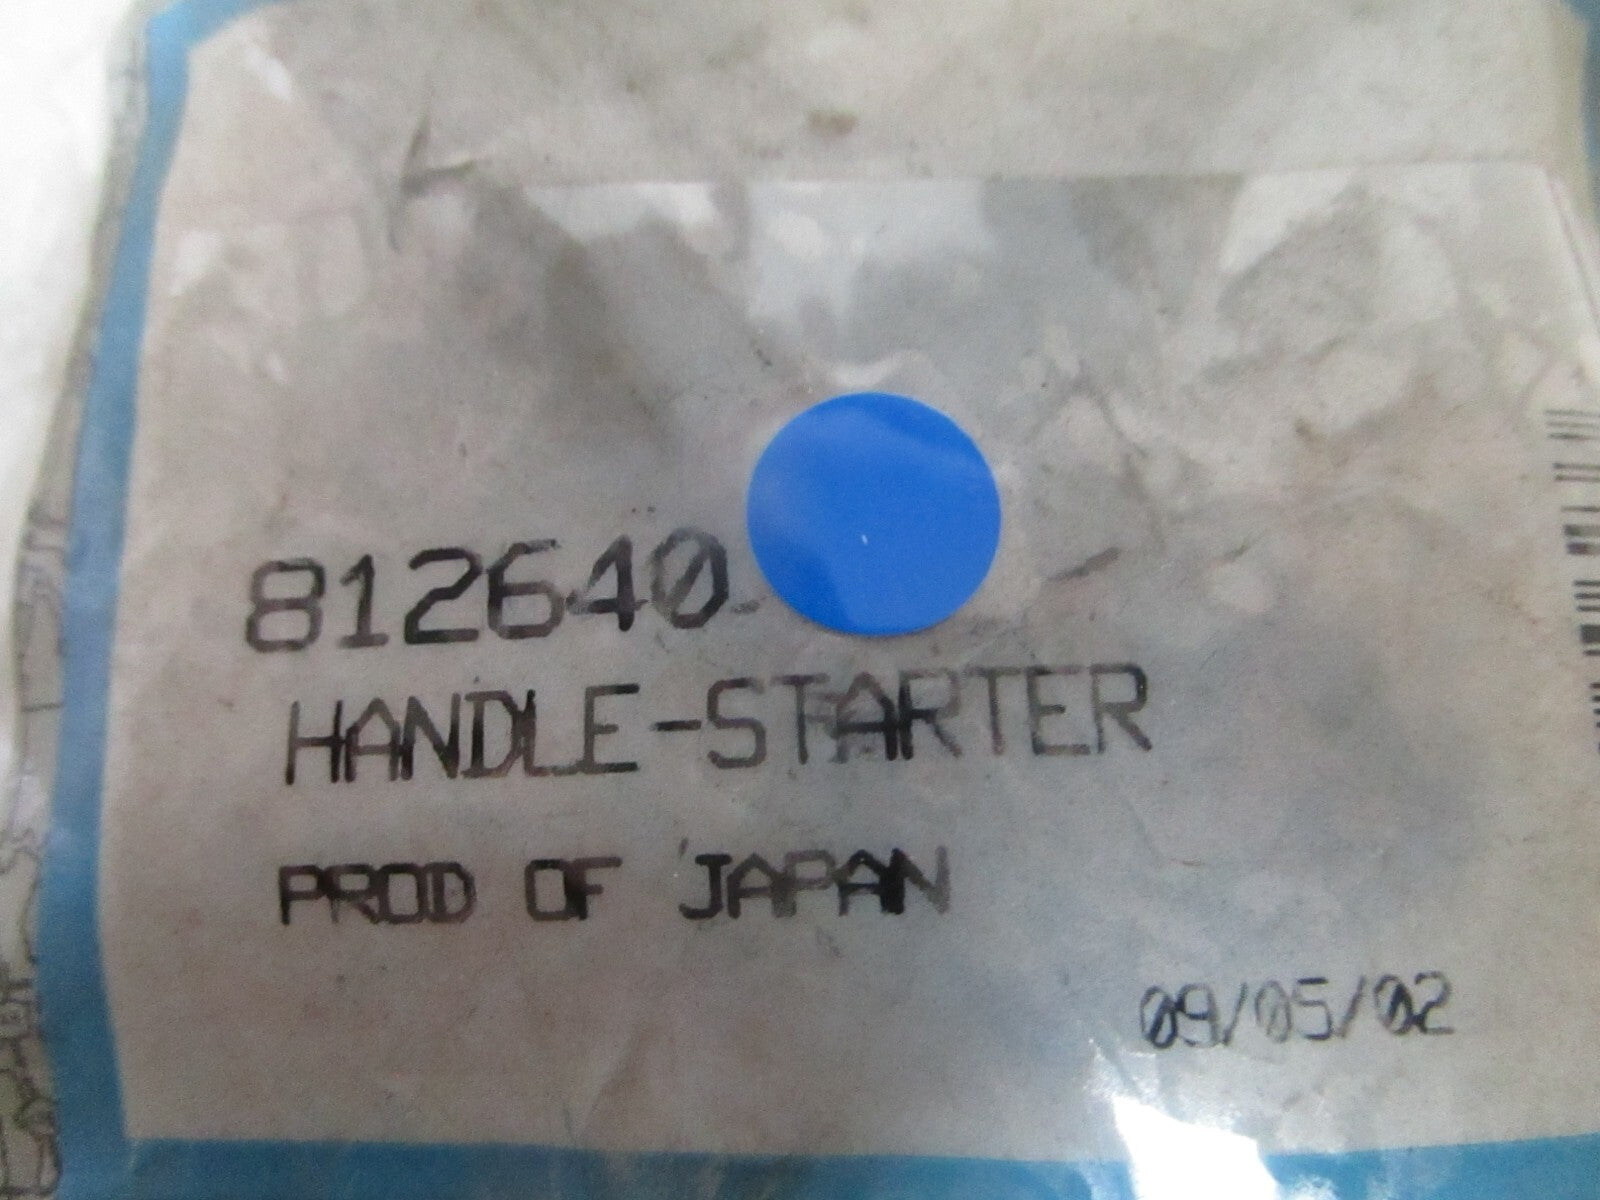 812640
HANDLE-STARTER
PROD OF JAPAN
09/05/02